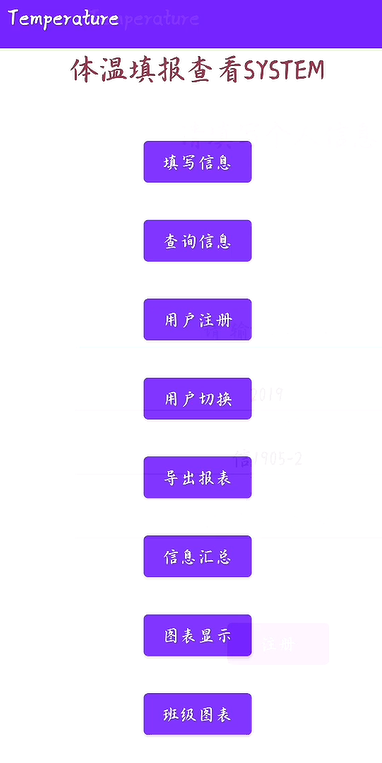 Temperature
体温填报查看SYSTEM
填写信息
查询信息
用户注册
用户切换
2019
导出报表
信息汇总
图表显示
班级图表